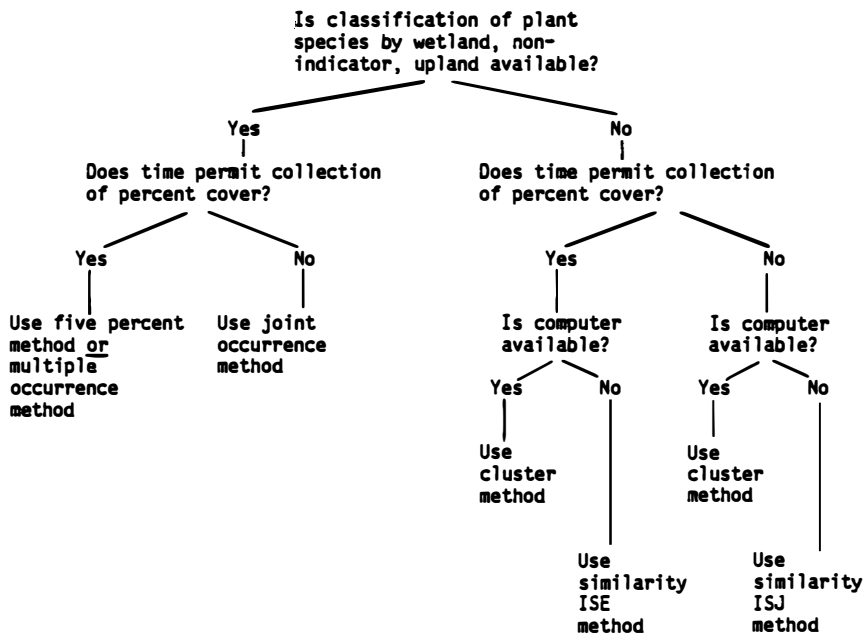 Is classification of plant
species by wetland, non-
indicator, upland available?
Yes
No
Does time permit collection
of percent cover?
Does time permit collection
of percent cover?
Yes
No
Yes
No
Use five percent
method or
multiple
occurrence
method
Use joint
occurrence
method
Is computer
available?
Is computer
available?
Yes
No
Yes
No
Use
cluster
method
Use
cluster
method
Use
similarity
ISE
method
Use
similarity
ISJ
method